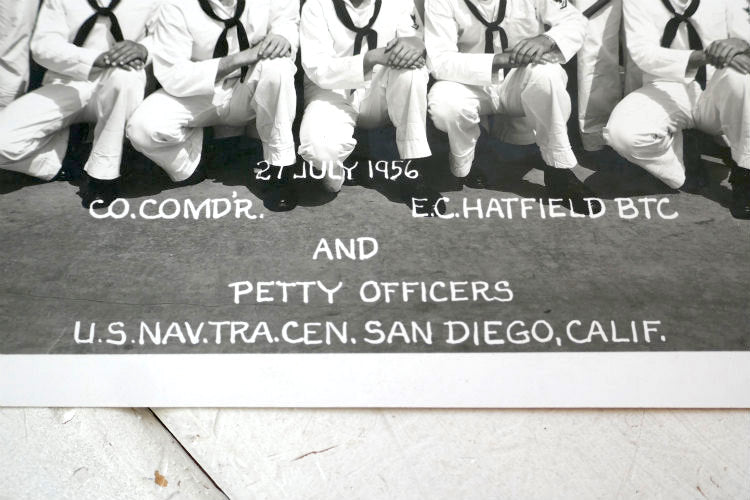 27 JULY 1956
CO. COMD'R. E.C. HATFIELD BTC
AND
PETTY OFFICERS
U.S. NAV. TRA. CEN. SAN DIEGO, CALIF.